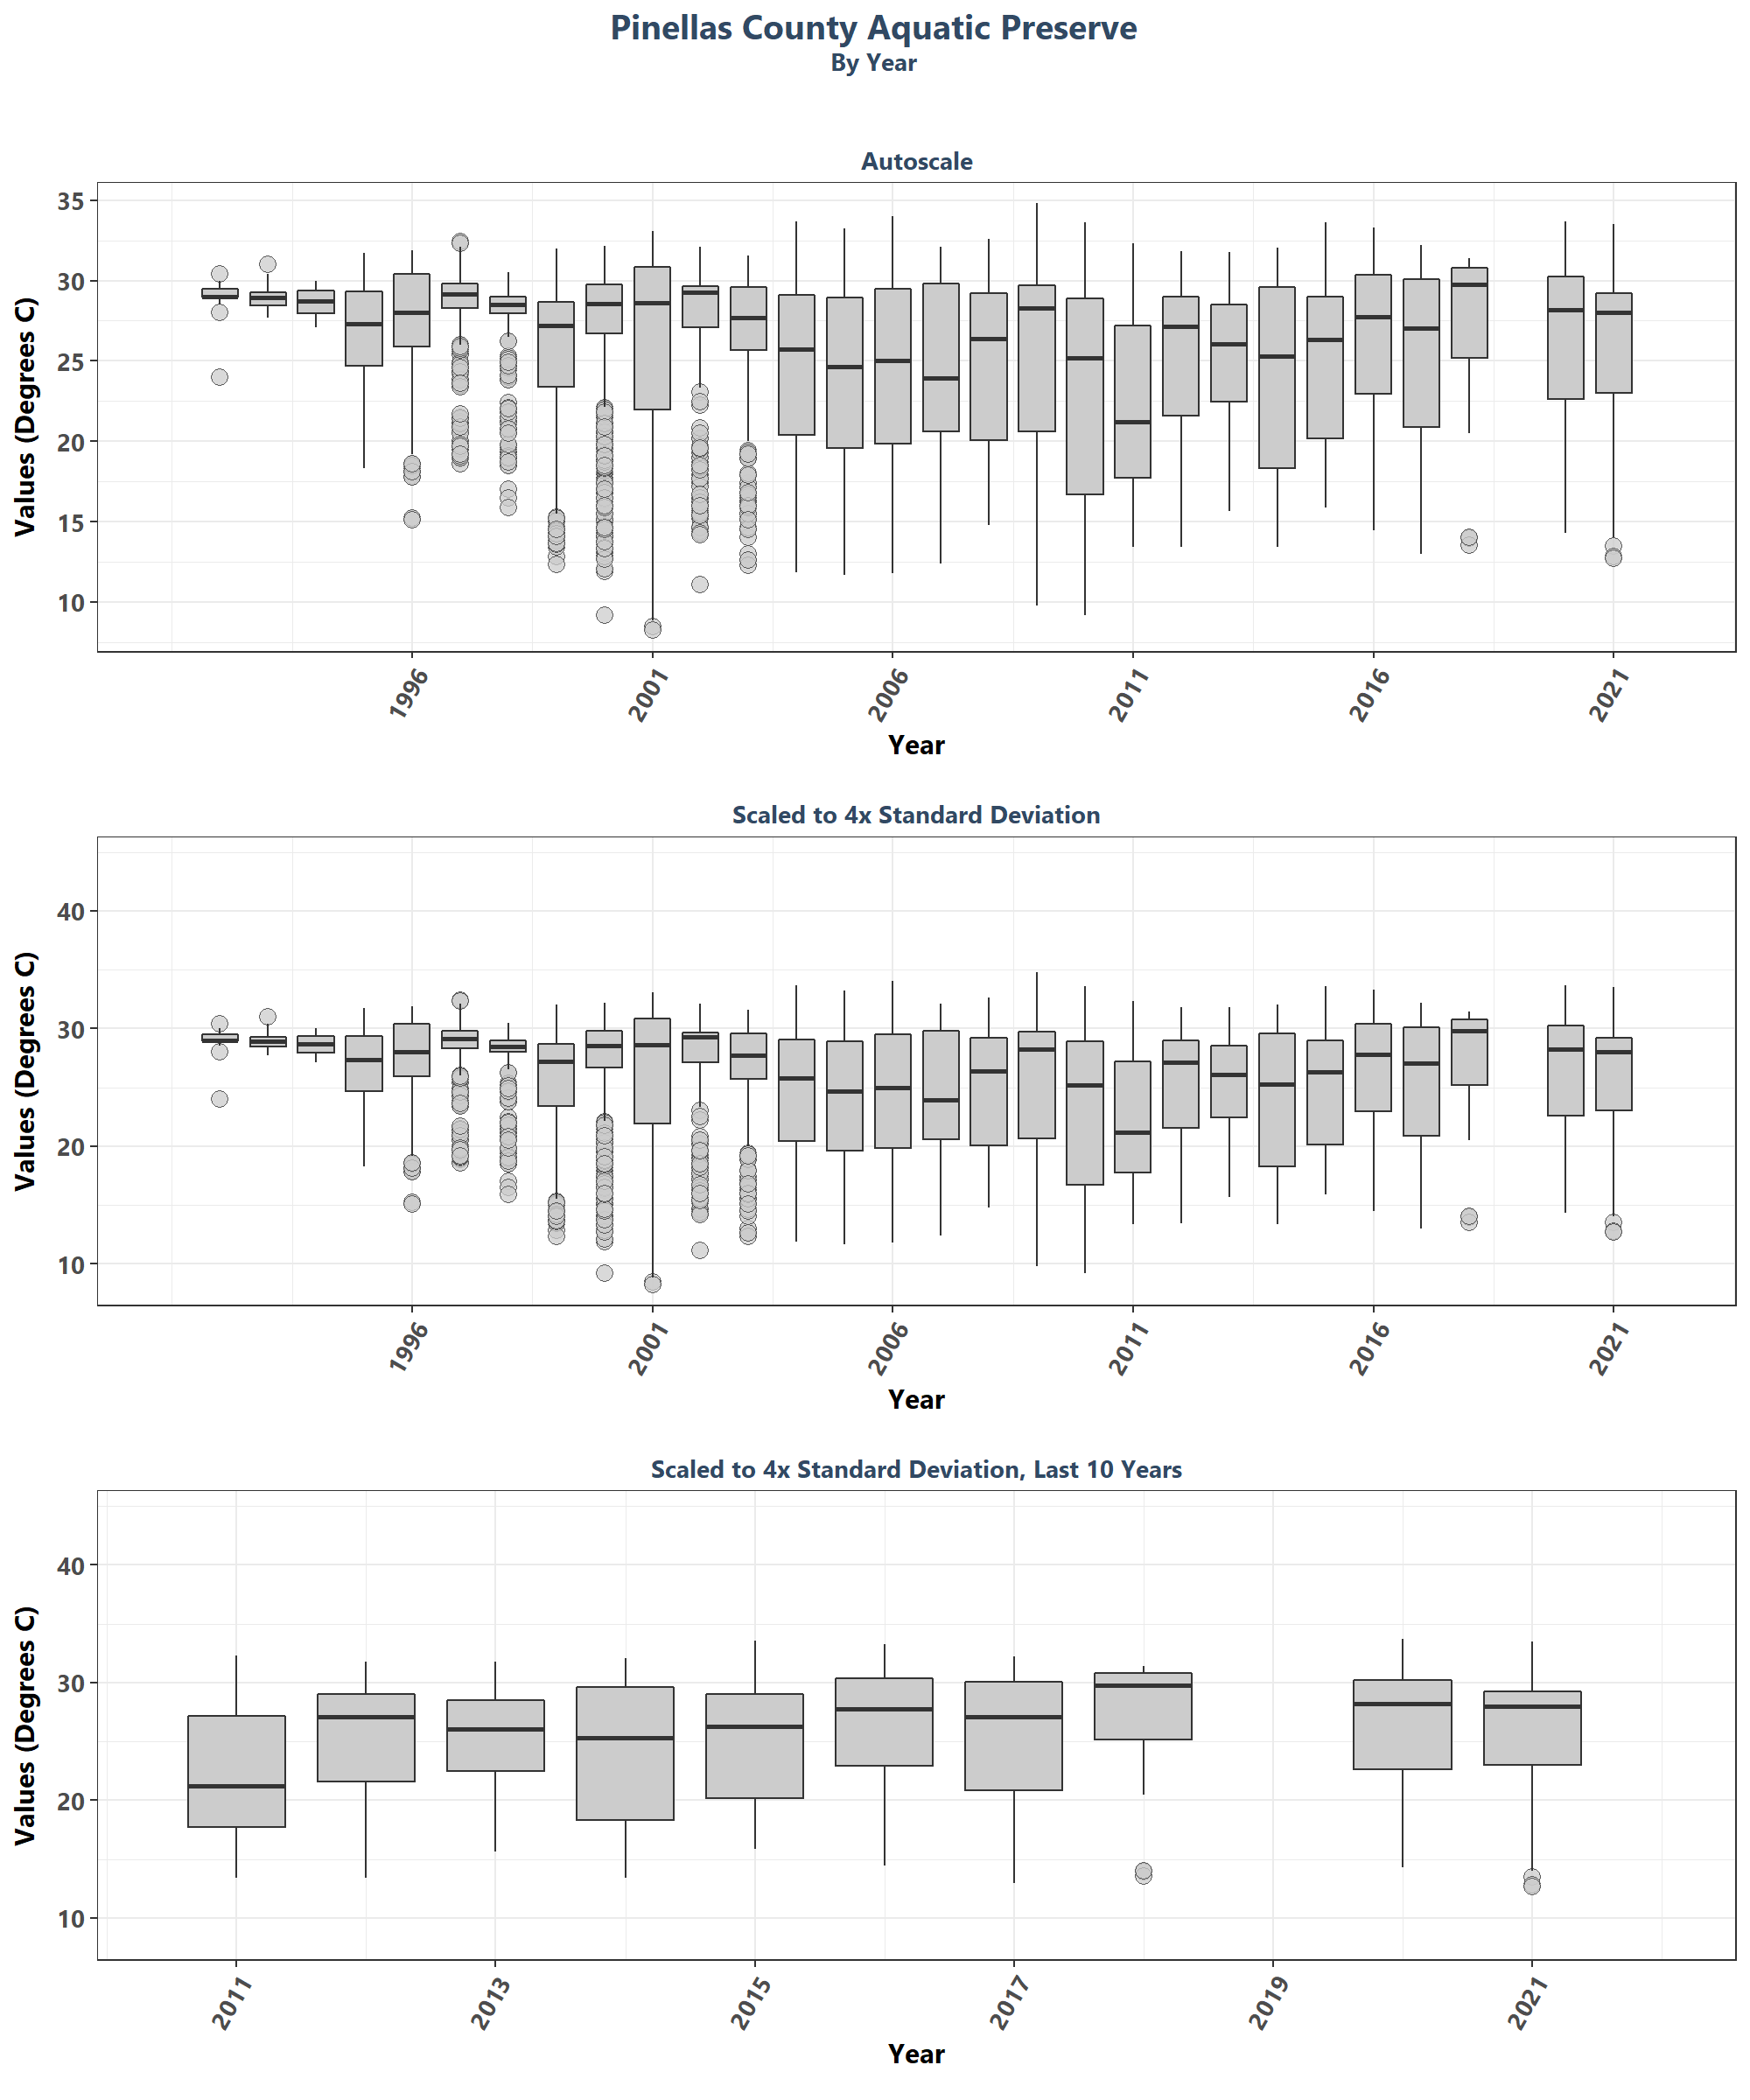 Pinellas County Aquatic Preserve
By Year
Autoscale
Values (Degrees C)
35
30
25
20
15
10
1996
2001
2006
2011
2016
2021
Year
Scaled to 4x Standard Deviation
Values (Degrees C)
40
30
20
10
1996
2001
2006
2011
2016
2021
Year
Scaled to 4x Standard Deviation, Last 10 Years
Values (Degrees C)
40
30
20
10
2011
2013
2015
2017
2019
2021
Year